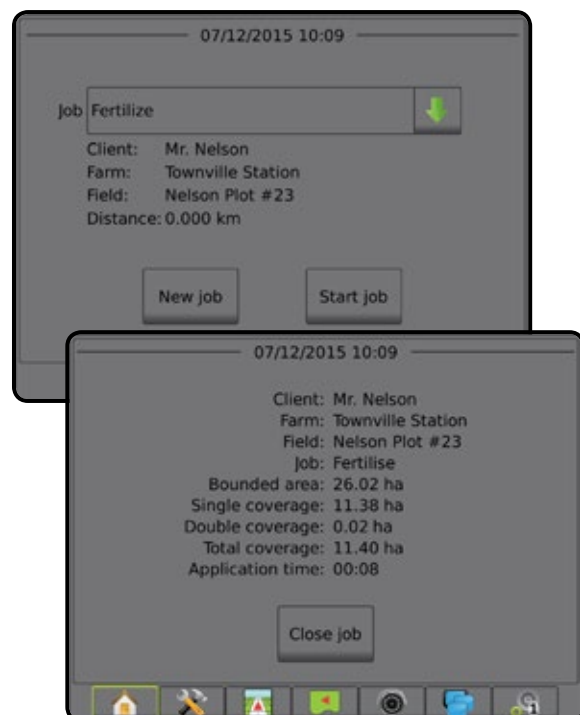 07/12/2015 10:09
Job Fertilize
Client: Mr. Nelson
Farm: Townville Station
Field: Nelson Plot #23
Distance: 0.000 km
New job Start job
07/12/2015 10:09
Client: Mr. Nelson
Farm: Townville Station
Field: Nelson Plot #23
Job: Fertilise
Bounded area: 26.02 ha
Single coverage: 11.38 ha
Double coverage: 0.02 ha
Total coverage: 11.40 ha
Application time: 00:08
Close job